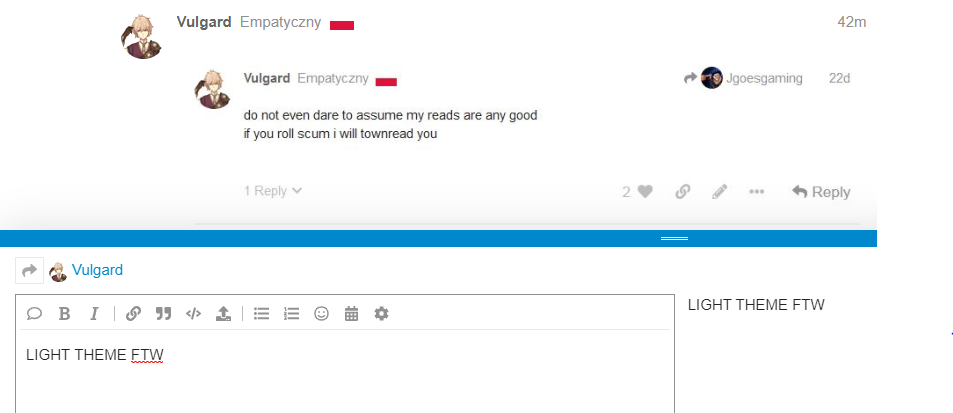 Vulgard Empatyczny 42m
Vulgard Empatyczny Jgoesgaming 22d
do not even dare to assume my reads are any good
if you roll scum i will townread you
1 Reply 2 Reply
Vulgard
B I
LIGHT THEME FTW
LIGHT THEME FTW